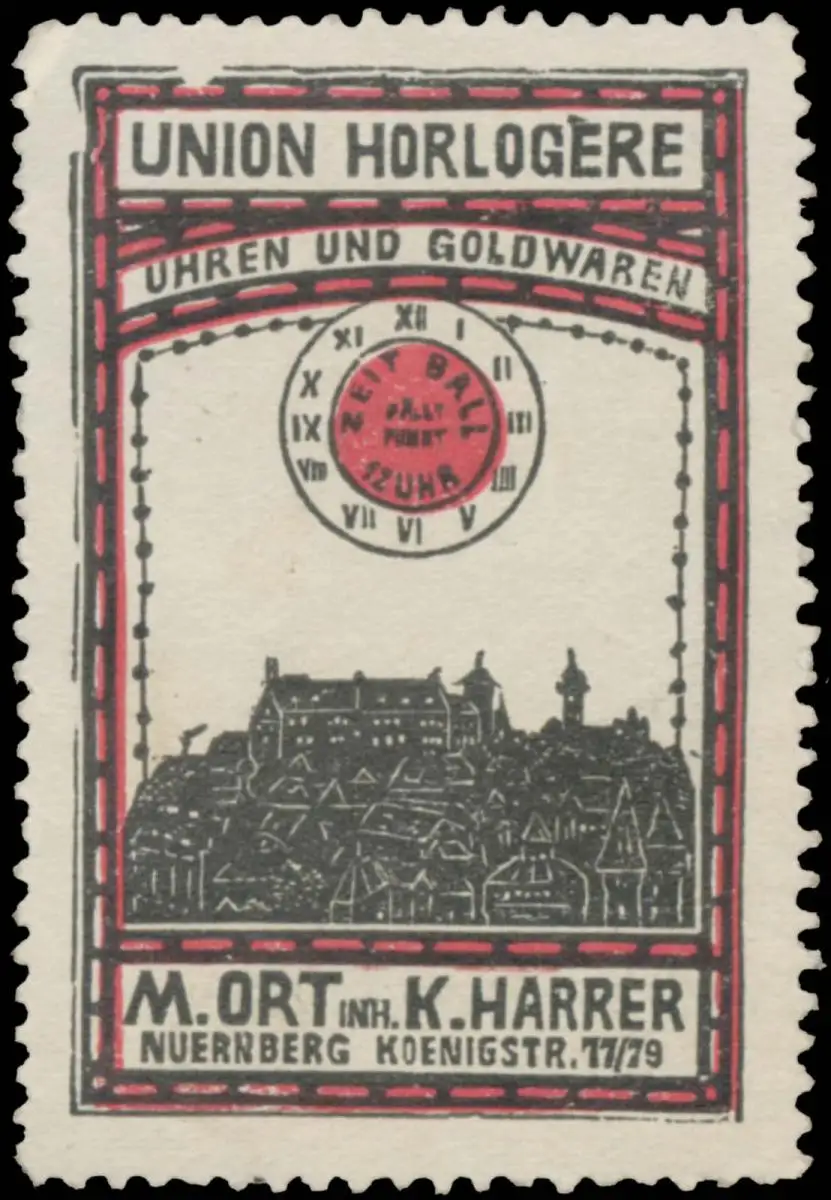 UNION HORLOGÈRE
UHREN UND GOLDWAREN
XII I II III IIII V VI VII VIII IX X XI
ZEIT BALL
FÄLLT
PUNKT
12 UHR
M. ORT INH. K. HARRER
NUERNBERG KOENIGSTR. 77/79